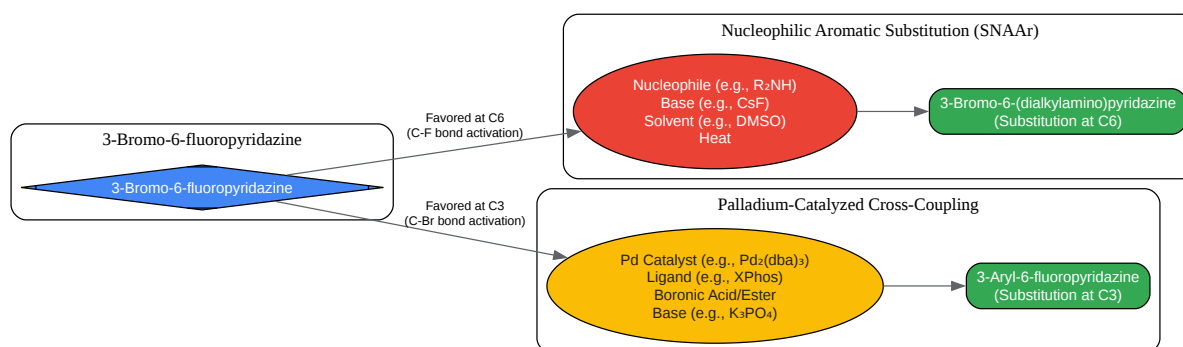 Nucleophilic Aromatic Substitution (SNAAr)
Nucleophile (e.g., R₂NH)
Base (e.g., CsF)
Solvent (e.g., DMSO)
Heat
3-Bromo-6-(dialkylamino)pyridazine
(Substitution at C6)
Favored at C6
(C-F bond activation)
3-Bromo-6-fluoropyridazine
3-Bromo-6-fluoropyridazine
Favored at C3
(C-Br bond activation)
Palladium-Catalyzed Cross-Coupling
Pd Catalyst (e.g., Pd₂(dba)₃)
Ligand (e.g., XPhos)
Boronic Acid/Ester
Base (e.g., K₃PO₄)
3-Aryl-6-fluoropyridazine
(Substitution at C3)